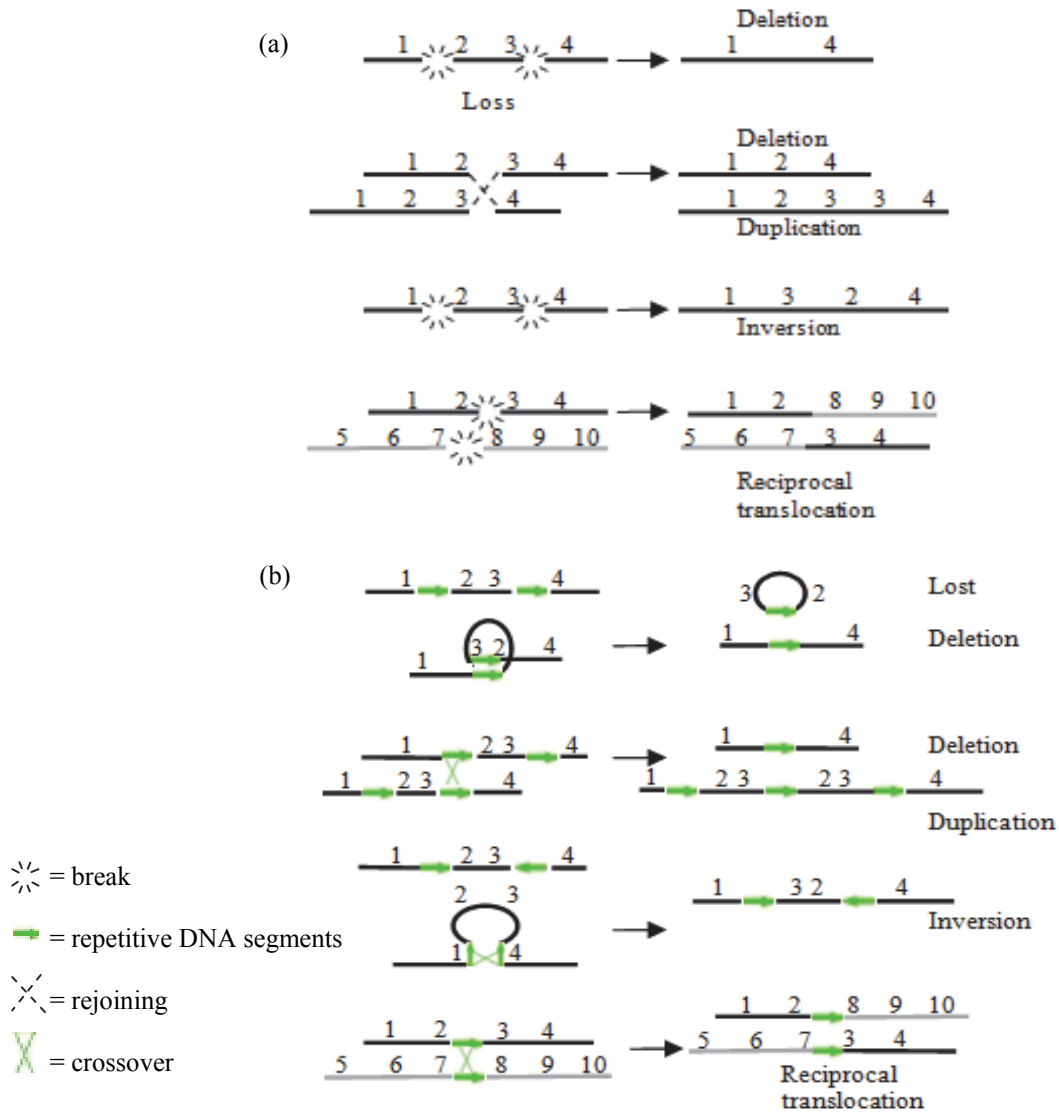 (a)
1 2 3 4
Loss
Deletion
1 4
1 2 3 4
1 2 3 4
Deletion
1 2 4
1 2 3 3 4
Duplication
1 2 3 4
1 3 2 4
Inversion
1 2 3 4
5 6 7 8 9 10
1 2 8 9 10
5 6 7 3 4
Reciprocal
translocation
(b)
1 2 3 4
3 2 Lost
1 3 2 4
1 4 Deletion
1 2 3 4
1 2 3 4
1 4 Deletion
1 2 3 2 3 4
Duplication
1 2 3 4
2 3
1 4
1 3 2 4
Inversion
1 2 3 4
5 6 7 8 9 10
1 2 8 9 10
5 6 7 3 4
Reciprocal
translocation
= break
= repetitive DNA segments
= rejoining
= crossover